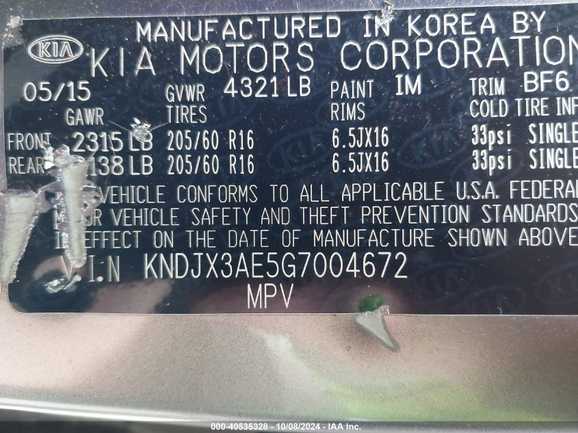 MANUFACTURED IN KOREA BY
KIA KIA MOTORS CORPORATION
05/15 GVWR 4321 LB PAINT IM TRIM BF6
GAWR TIRES RIMS COLD TIRE INF
FRONT 2315 LB 205/60 R16 6.5JX16 33psi SINGLE
REAR 138 LB 205/60 R16 6.5JX16 33psi SINGLE
VEHICLE CONFORMS TO ALL APPLICABLE U.S.A. FEDERAL
VEHICLE SAFETY AND THEFT PREVENTION STANDARDS
EFFECT ON THE DATE OF MANUFACTURE SHOWN ABOVE
V.I.N KNDJX3AE5G7004672
MPV
000-40535328 - 10/08/2024 - IAA Inc.